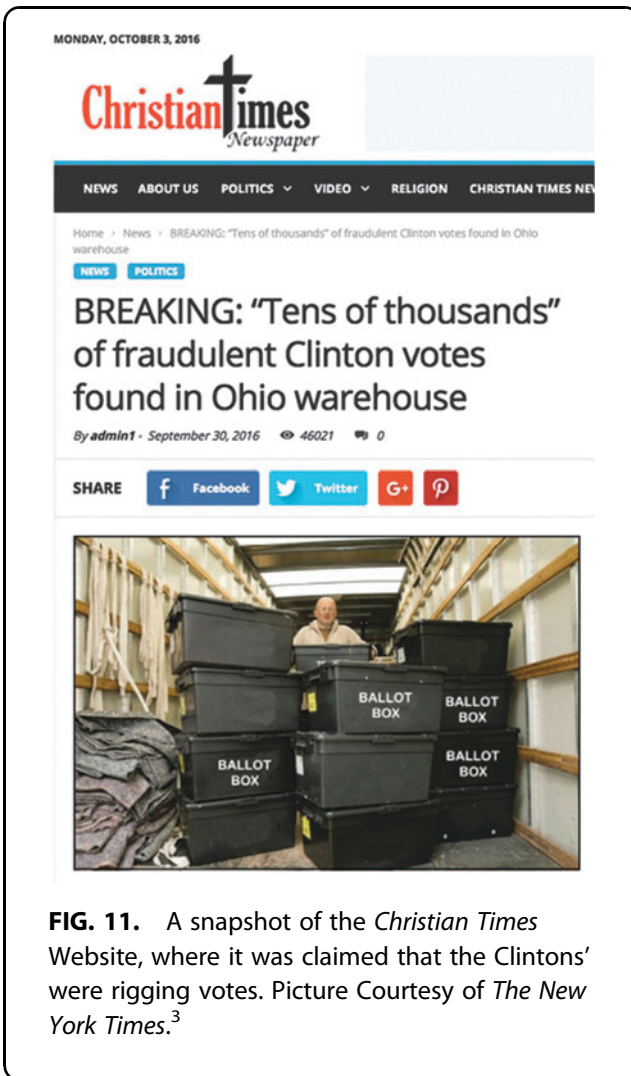 MONDAY, OCTOBER 3, 2016
ChristianTimes
Newspaper
NEWS ABOUT US POLITICS VIDEO RELIGION CHRISTIAN TIMES NEW
Home › News › BREAKING: "Tens of thousands" of fraudulent Clinton votes found in Ohio
warehouse
NEWS POLITICS
BREAKING: “Tens of thousands”
of fraudulent Clinton votes
found in Ohio warehouse
By admin1 - September 30, 2016 46021 0
SHARE f Facebook Twitter G+
BALLOT
BOX
BALLOT
BOX
BALLOT
BOX
BALLOT
BOX
FIG. 11. A snapshot of the Christian Times
Website, where it was claimed that the Clintons’
were rigging votes. Picture Courtesy of The New
York Times.3